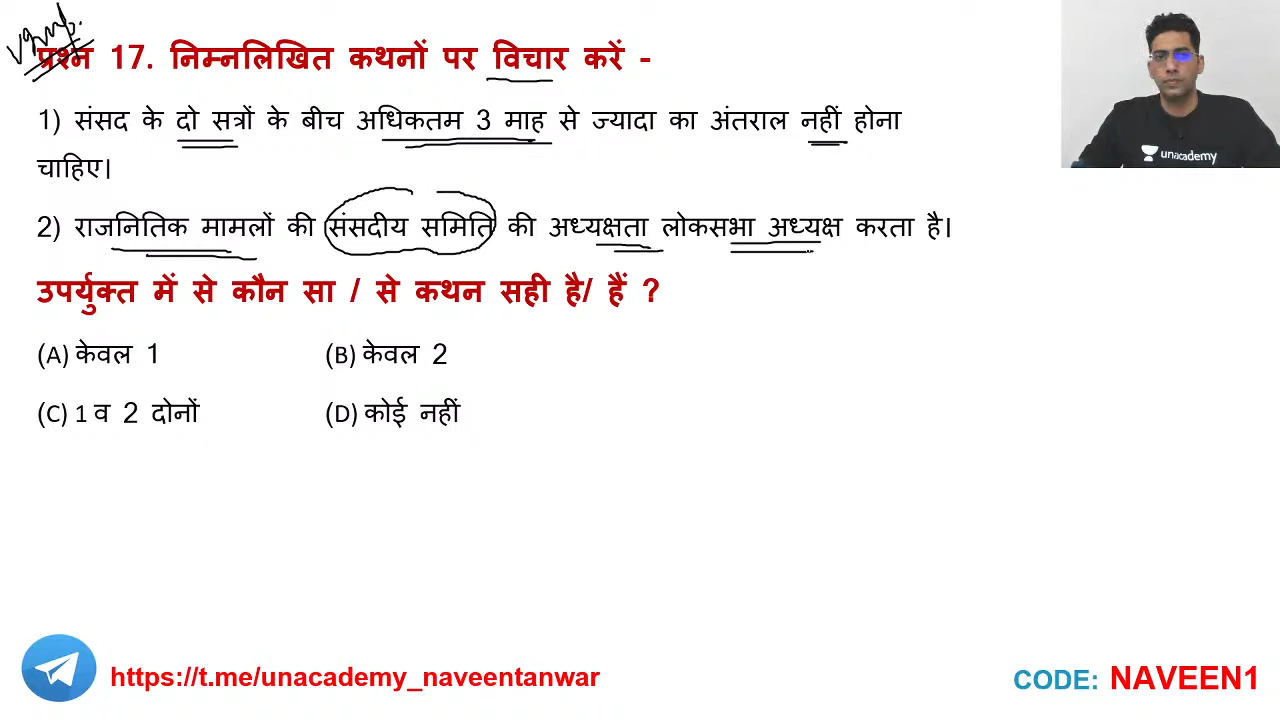 प्रश्न 17. निम्नलिखित कथनों पर विचार करें -
1) संसद के दो सत्रों के बीच अधिकतम 3 माह से ज्यादा का अंतराल नहीं होना
चाहिए।
unacademy
2) राजनितिक मामलों की संसदीय समिति की अध्यक्षता लोकसभा अध्यक्ष करता है।
उपर्युक्त में से कौन सा / से कथन सही है/ हैं ?
(A) केवल 1 (B) केवल 2
(C) 1 व 2 दोनों (D) कोई नहीं
https://t.me/unacademy_naveentanwar CODE: NAVEEN1